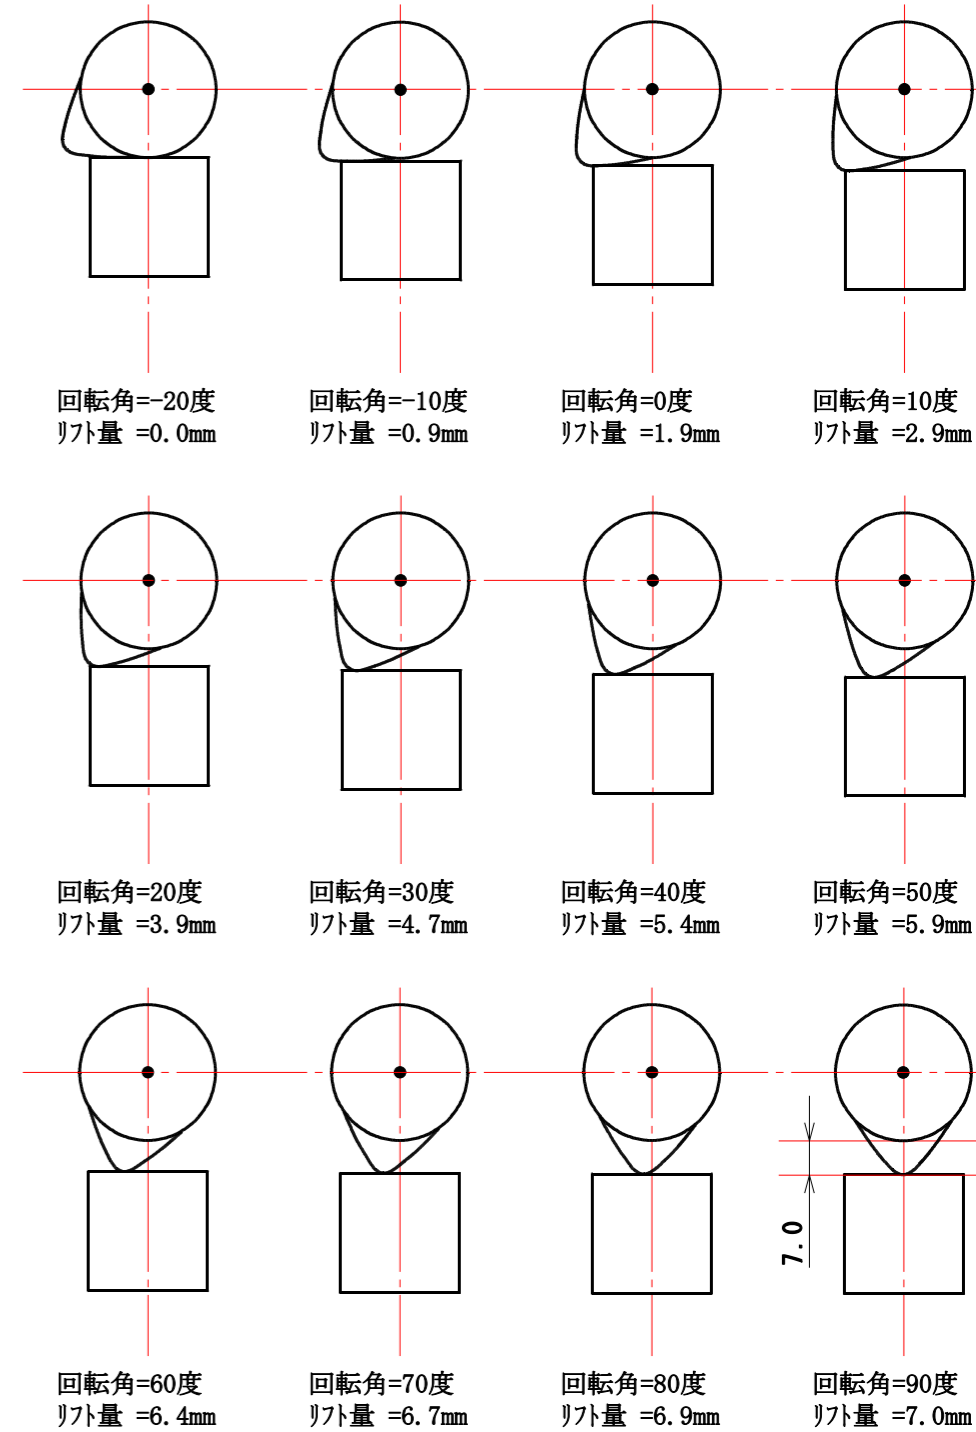 回転角=-20度
リフト量 =0.0mm
回転角=-10度
リフト量 =0.9mm
回転角=0度
リフト量 =1.9mm
回転角=10度
リフト量 =2.9mm
回転角=20度
リフト量 =3.9mm
回転角=30度
リフト量 =4.7mm
回転角=40度
リフト量 =5.4mm
回転角=50度
リフト量 =5.9mm
7.0
回転角=60度
リフト量 =6.4mm
回転角=70度
リフト量 =6.7mm
回転角=80度
リフト量 =6.9mm
回転角=90度
リフト量 =7.0mm